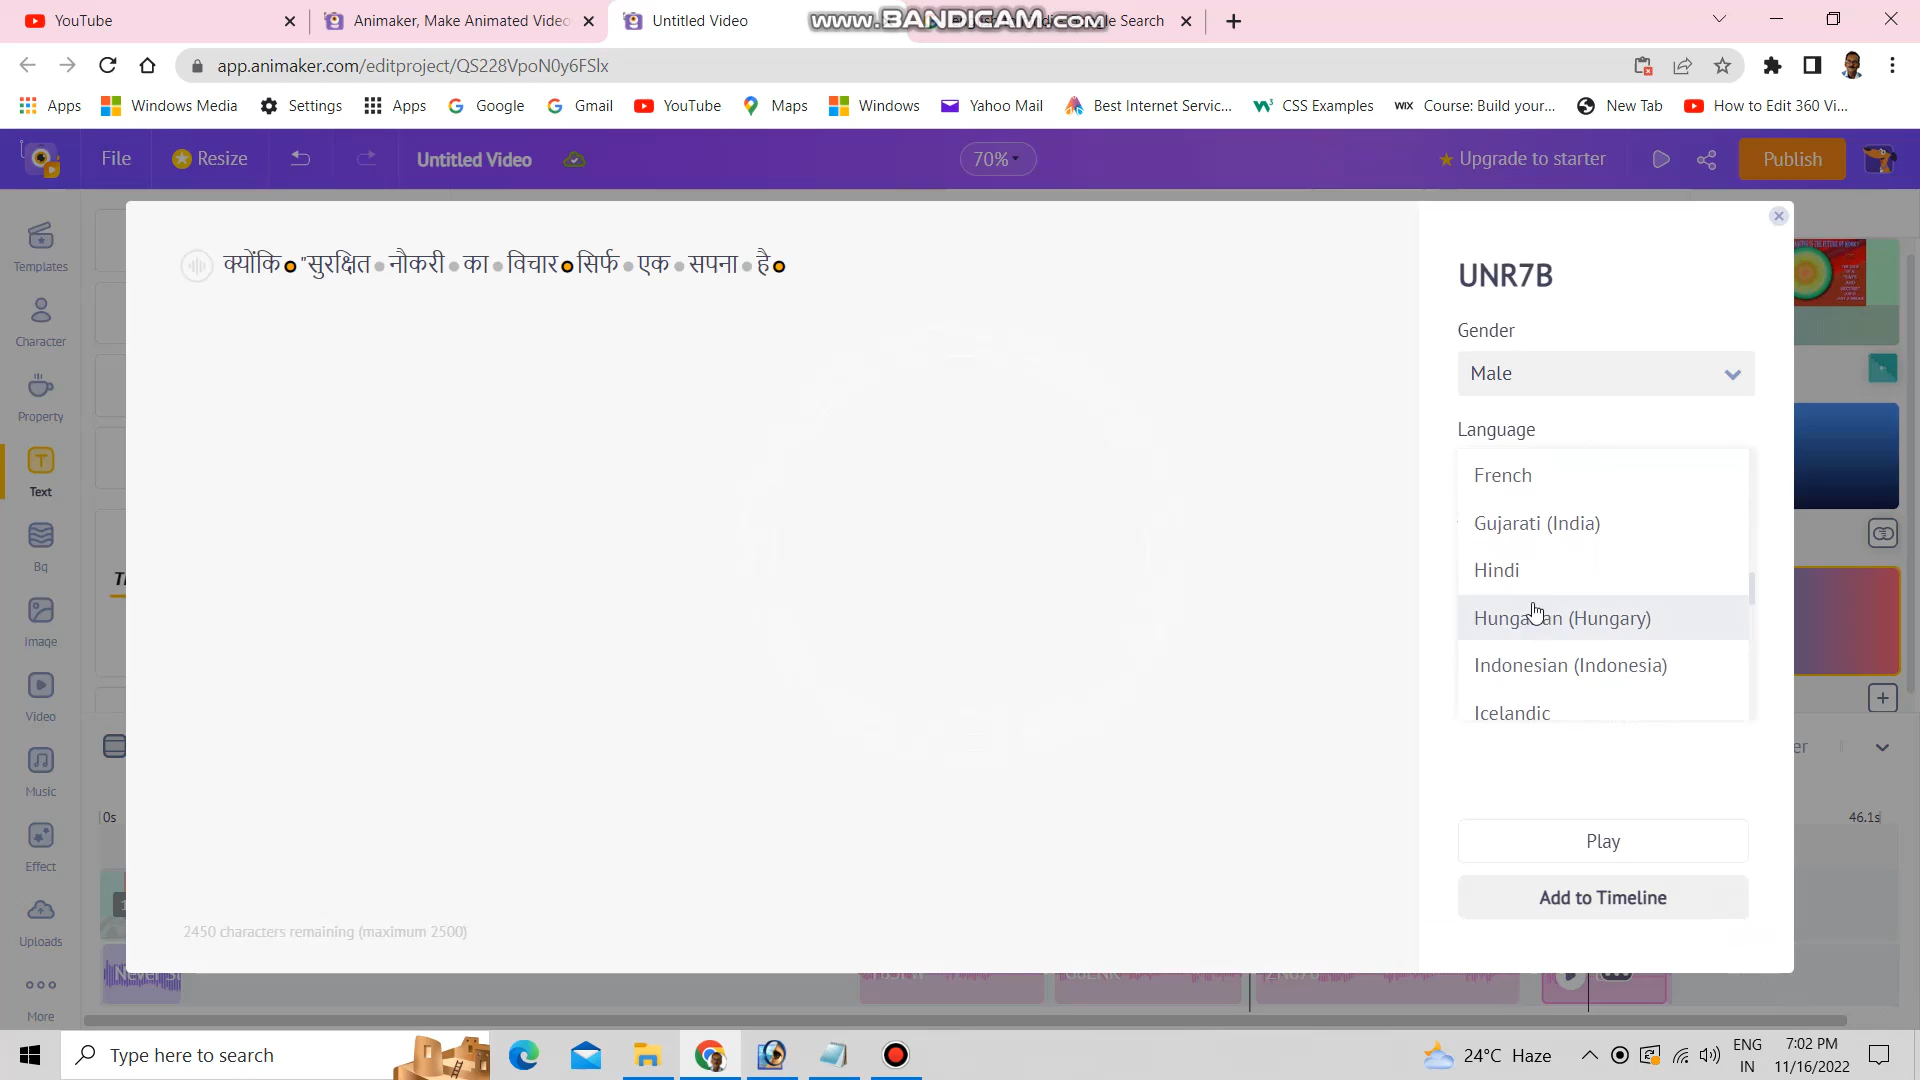 YouTube
Animaker, Make Animated Video
Untitled Video
www.BANDICAM.com
gle Search
app.animaker.com/editproject/QS228VpoN0y6FSlx
Apps
Windows Media
Settings
Apps
Google
Gmail
YouTube
Maps
Windows
Yahoo Mail
Best Internet Servic...
CSS Examples
WIX
Course: Build your...
New Tab
How to Edit 360 Vi...
File
Resize
Untitled Video
70%
Upgrade to starter
Publish
Templates
Character
Property
Text
Bg
Image
Video
Music
Effect
Uploads
More
क्योंकि "सुरक्षित नौकरी का विचार सिर्फ एक सपना है
2450 characters remaining (maximum 2500)
UNR7B
Gender
Male
Language
French
Gujarati (India)
Hindi
Hungarian (Hungary)
Indonesian (Indonesia)
Icelandic
Play
Add to Timeline
0s
46.1s
Type here to search
24°C Haze
ENG
IN
7:02 PM
11/16/2022